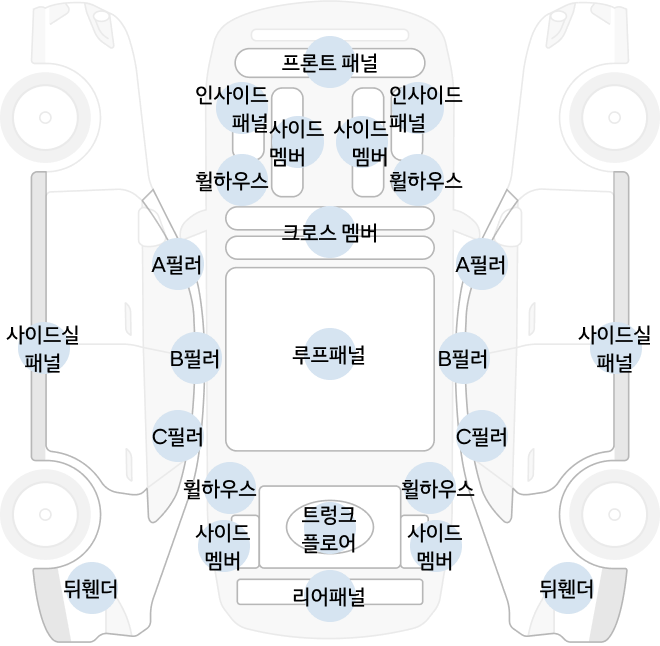 프론트 패널
인사이드
패널
사이드
멤버
사이드
멤버
인사이드
패널
휠하우스
휠하우스
크로스 멤버
A필러
A필러
사이드실
패널
B필러
루프패널
B필러
사이드실
패널
C필러
C필러
휠하우스
휠하우스
사이드
멤버
트렁크
플로어
사이드
멤버
뒤휀더
리어패널
뒤휀더